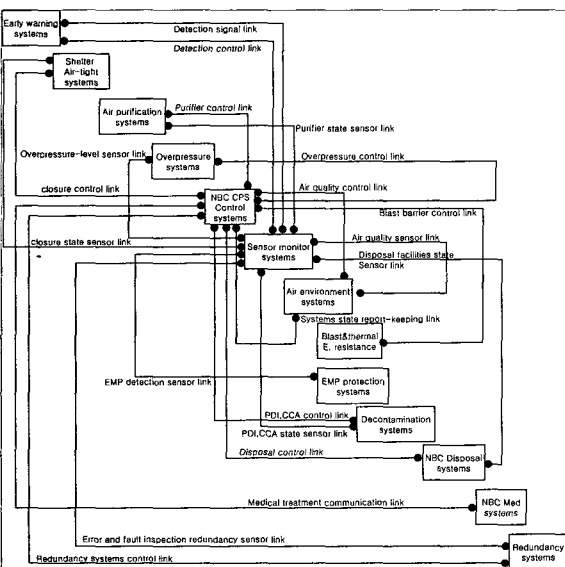 Early warning
systems
Detection signal link
Detection control link
Shelter
Air-tight
systems
Air purification
systems
Purifier control link
Purifier state sensor link
Overpressure-level sensor link
Overpressure
systems
Overpressure control link
closure control link
NBC CPS
Control
systems
Air quality control link
Blast barrier control link
closure state sensor link
Sensor monitor
systems
Air quality sensor link
Disposal facilities state
Sensor link
Air environment
systems
Systems state report-keeping link
Blast&thermal
E. resistance
EMP detection sensor link
EMP protection
systems
PDI,CCA control link
Decontamination
systems
PDI,CCA state sensor link
Disposal control link
NBC Disposal
systems
Medical treatment communication link
NBC Med
systems
Error and fault inspection redundancy sensor link
Redundancy
systems
Redundancy systems control link